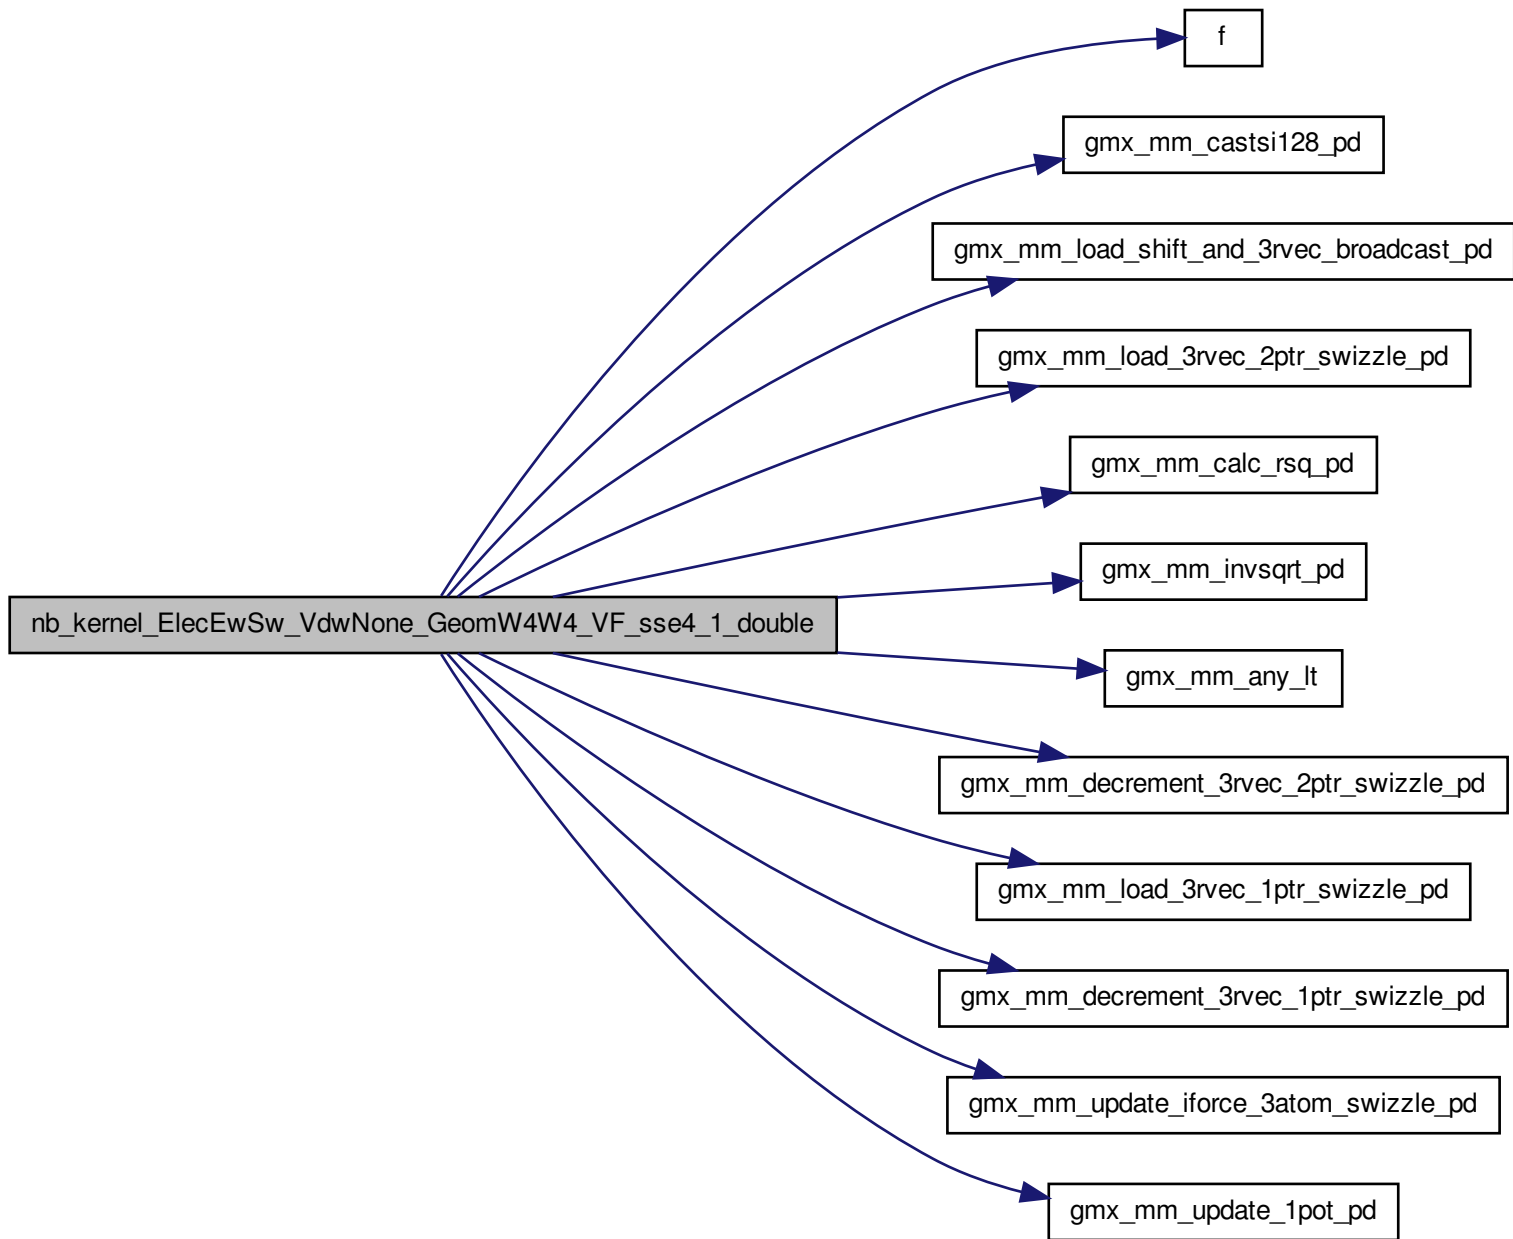 f
gmx_mm_castsi128_pd
gmx_mm_load_shift_and_3rvec_broadcast_pd
gmx_mm_load_3rvec_2ptr_swizzle_pd
gmx_mm_calc_rsq_pd
gmx_mm_invsqrt_pd
nb_kernel_ElecEwSw_VdwNone_GeomW4W4_VF_sse4_1_double
gmx_mm_any_lt
gmx_mm_decrement_3rvec_2ptr_swizzle_pd
gmx_mm_load_3rvec_1ptr_swizzle_pd
gmx_mm_decrement_3rvec_1ptr_swizzle_pd
gmx_mm_update_iforce_3atom_swizzle_pd
gmx_mm_update_1pot_pd